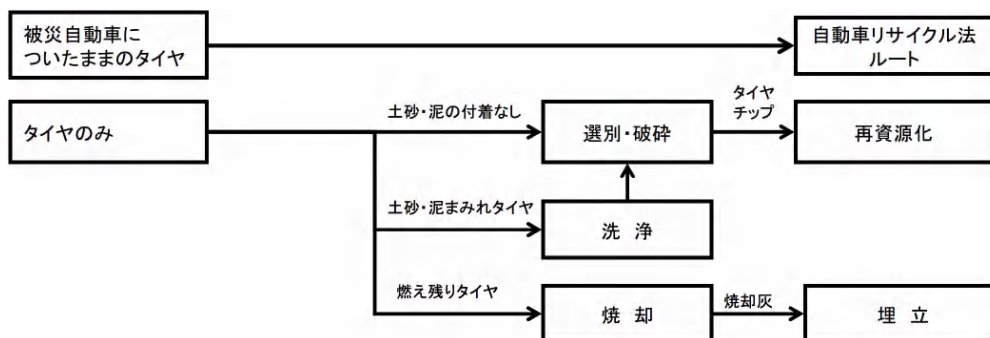 被災自動車に
ついたままのタイヤ
自動車リサイクル法
ルート
タイヤのみ
土砂・泥の付着なし
選別・破砕
タイヤ
チップ
再資源化
土砂・泥まみれタイヤ
洗 浄
燃え残りタイヤ
焼 却
焼却灰
埋 立